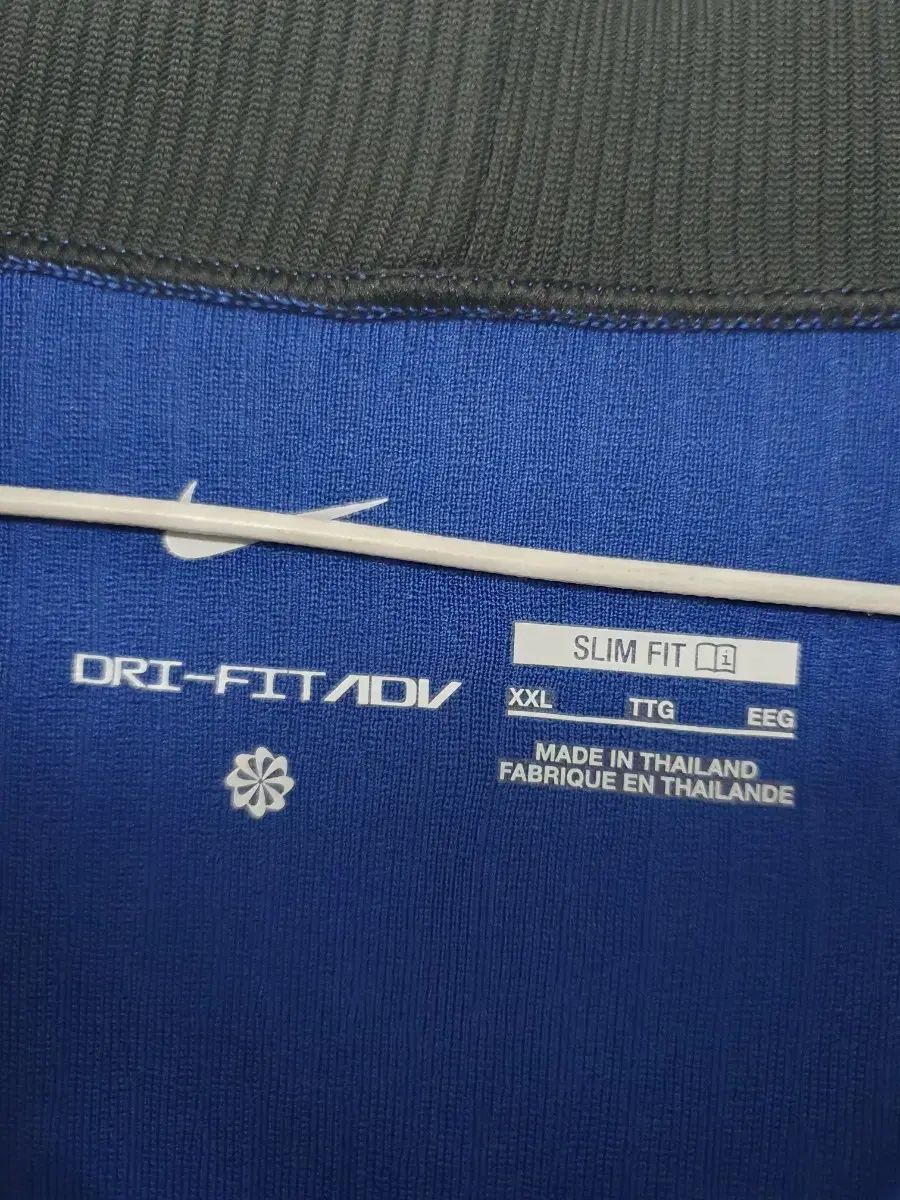 DRI-FIT ADV
SLIM FIT
XXL TTG EEG
MADE IN THAILAND
FABRIQUE EN THAILANDE